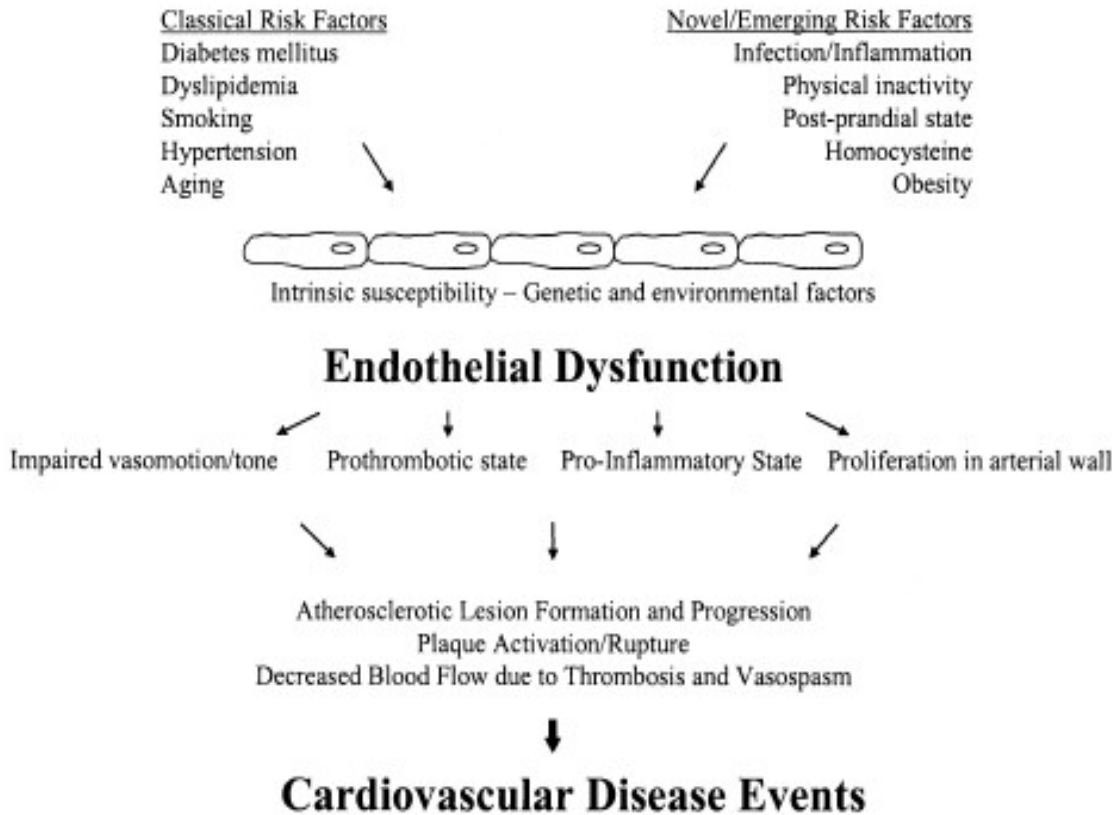 Classical Risk Factors
Diabetes mellitus
Dyslipidemia
Smoking
Hypertension
Aging
Novel/Emerging Risk Factors
Infection/Inflammation
Physical inactivity
Post-prandial state
Homocysteine
Obesity
Intrinsic susceptibility – Genetic and environmental factors
Endothelial Dysfunction
Impaired vasomotion/tone
Prothrombotic state
Pro-Inflammatory State
Proliferation in arterial wall
Atherosclerotic Lesion Formation and Progression
Plaque Activation/Rupture
Decreased Blood Flow due to Thrombosis and Vasospasm
Cardiovascular Disease Events